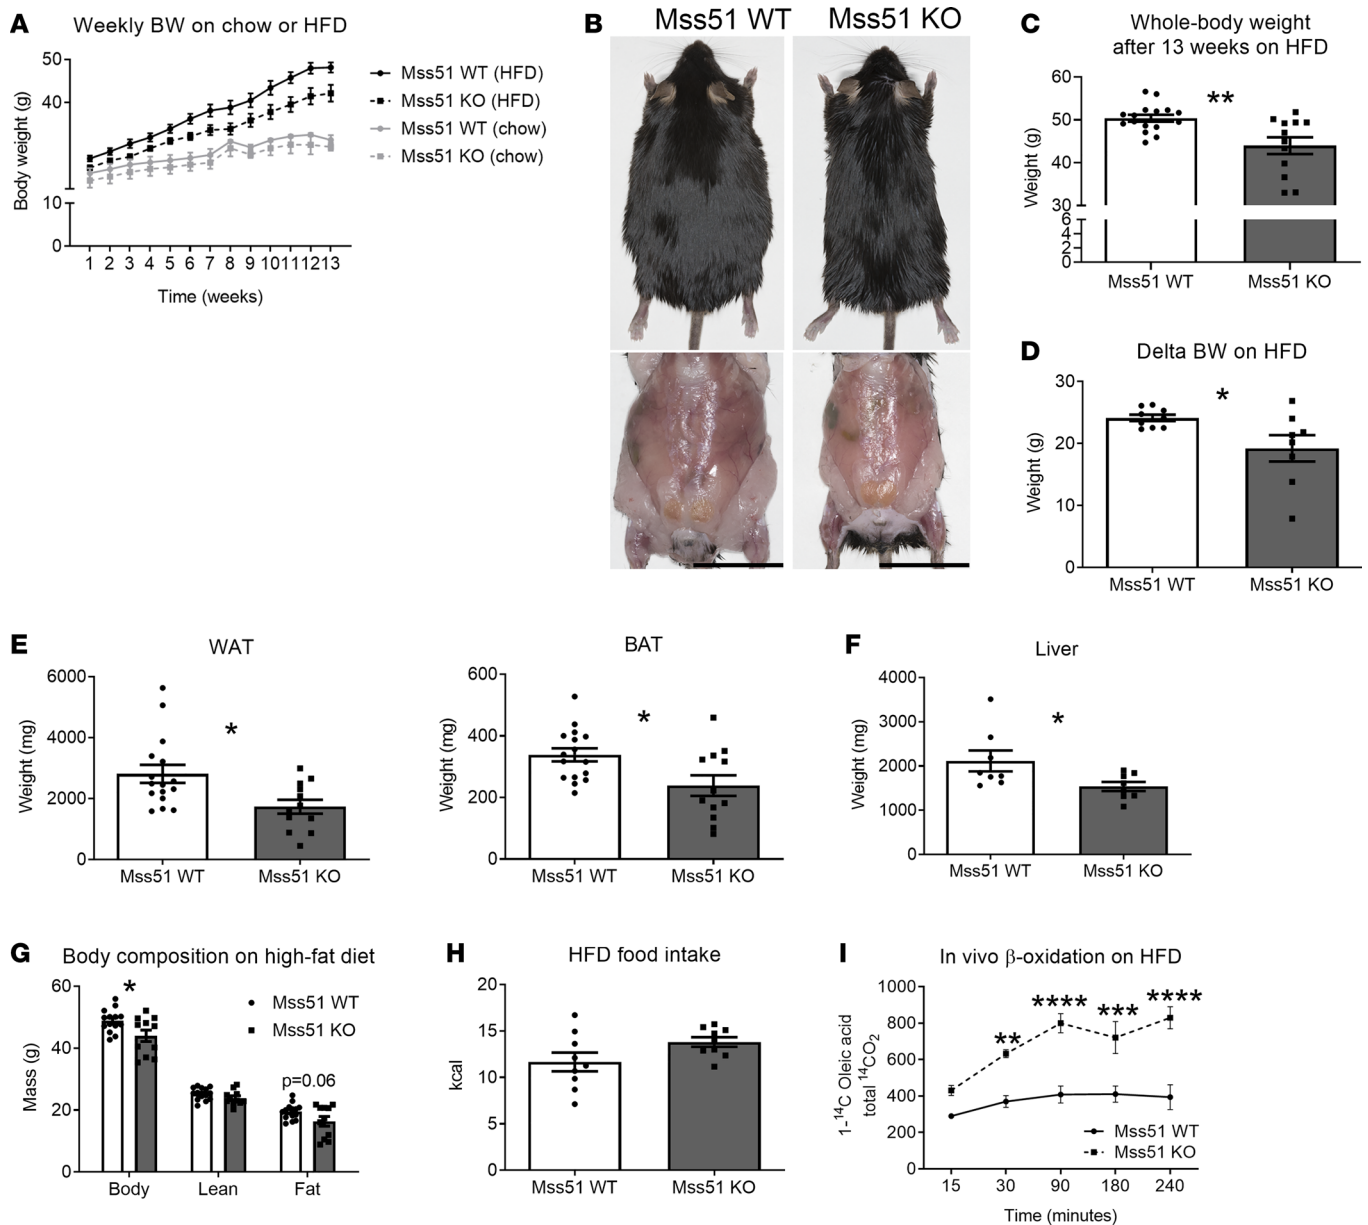 A
Weekly BW on chow or HFD
Body weight (g)
50
40
10
0
1 2 3 4 5 6 7 8 9 10 11 12 13
Time (weeks)
Mss51 WT (HFD)
Mss51 KO (HFD)
Mss51 WT (chow)
Mss51 KO (chow)
B
Mss51 WT
Mss51 KO
C
Whole-body weight
after 13 weeks on HFD
Weight (g)
60
50
40
30
6
4
2
0
**
Mss51 WT
Mss51 KO
D
Delta BW on HFD
Weight (g)
30
20
10
0
*
Mss51 WT
Mss51 KO
E
WAT
Weight (mg)
6000
4000
2000
0
*
Mss51 WT
Mss51 KO
BAT
Weight (mg)
600
400
200
0
*
Mss51 WT
Mss51 KO
F
Liver
Weight (mg)
4000
3000
2000
1000
0
*
Mss51 WT
Mss51 KO
G
Body composition on high-fat diet
Mass (g)
60
40
20
0
*
p=0.06
Mss51 WT
Mss51 KO
Body
Lean
Fat
H
HFD food intake
kcal
20
15
10
5
0
Mss51 WT
Mss51 KO
I
In vivo β-oxidation on HFD
1-¹⁴C Oleic acid
total ¹⁴CO₂
1000
800
600
400
200
0
**
****
***
****
Mss51 WT
Mss51 KO
15
30
90
180
240
Time (minutes)